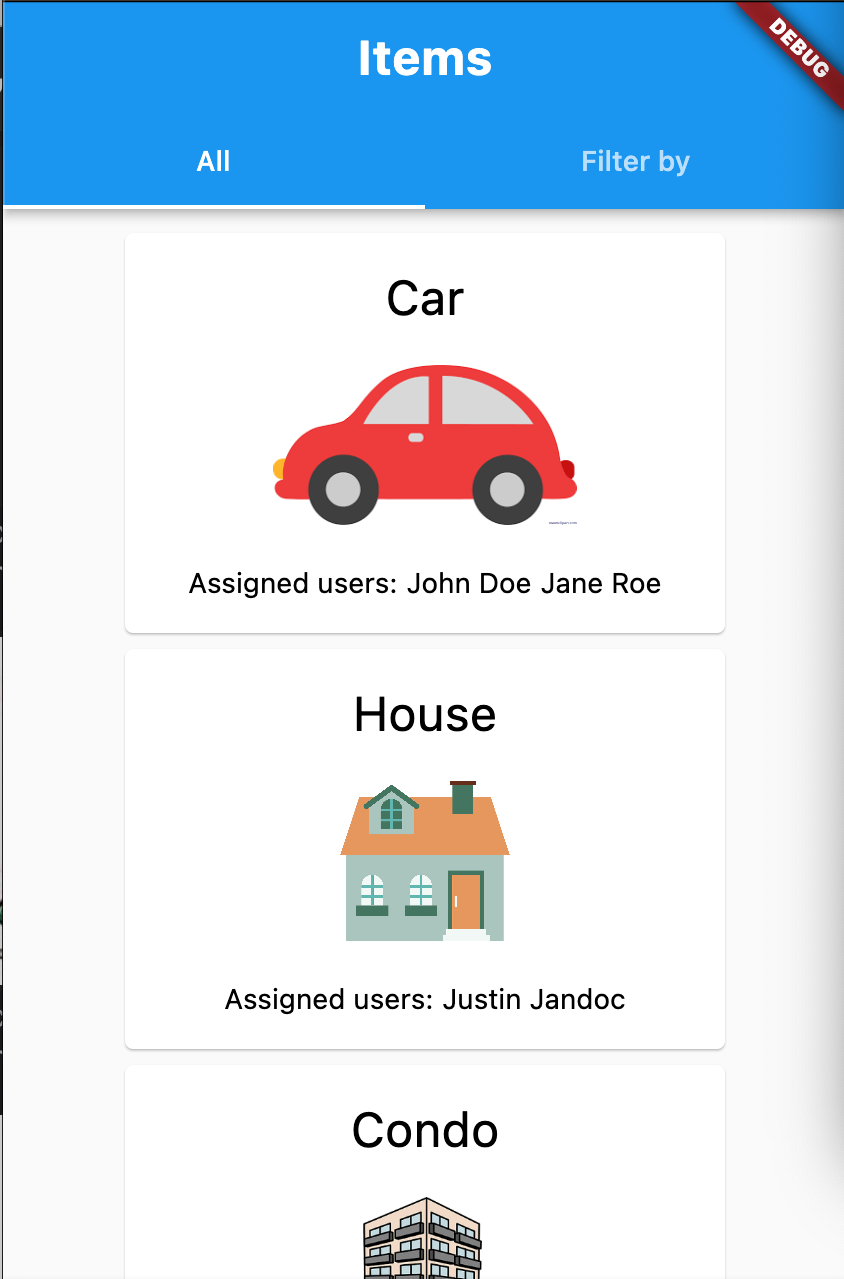 Items
DEBUG
All
Filter by
Car
Assigned users: John Doe Jane Roe
House
Assigned users: Justin Jandoc
Condo